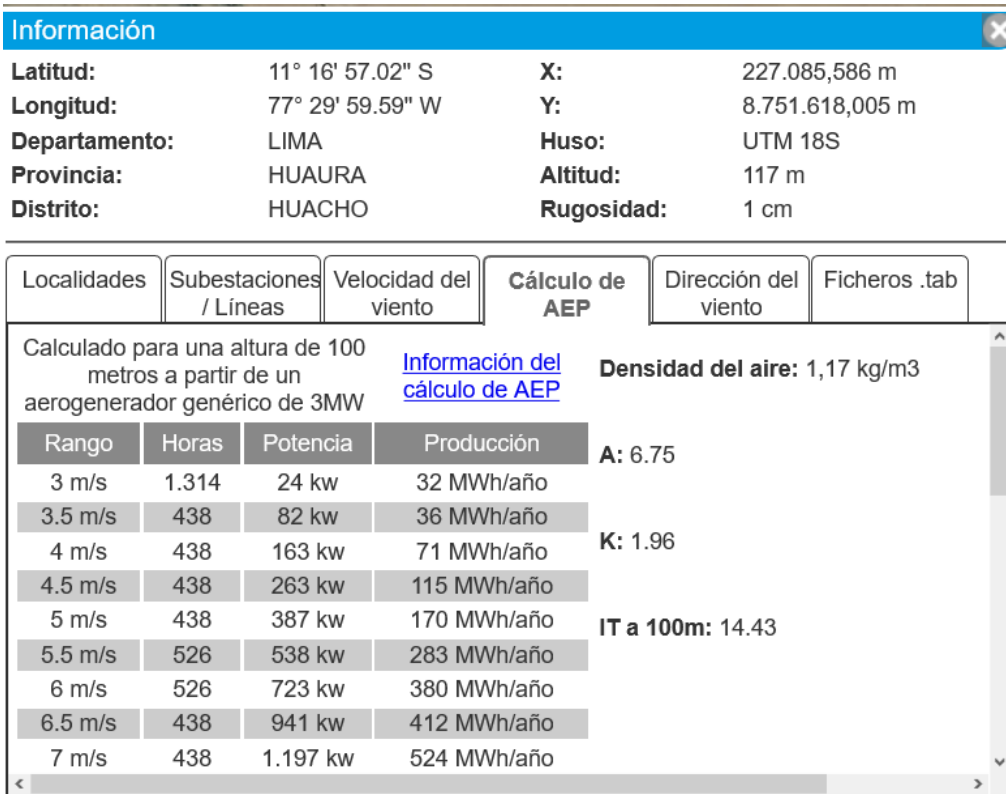 Información
Latitud: 11° 16' 57.02" S X: 227.085,586 m
Longitud: 77° 29' 59.59" W Y: 8.751.618,005 m
Departamento: LIMA Huso: UTM 18S
Provincia: HUAURA Altitud: 117 m
Distrito: HUACHO Rugosidad: 1 cm
Localidades
Subestaciones
/ Líneas
Velocidad del
viento
Cálculo de
AEP
Dirección del
viento
Ficheros .tab
Calculado para una altura de 100
metros a partir de un
aerogenerador genérico de 3MW
Información del
cálculo de AEP
Rango Horas Potencia Producción
3 m/s 1.314 24 kw 32 MWh/año
3.5 m/s 438 82 kw 36 MWh/año
4 m/s 438 163 kw 71 MWh/año
4.5 m/s 438 263 kw 115 MWh/año
5 m/s 438 387 kw 170 MWh/año
5.5 m/s 526 538 kw 283 MWh/año
6 m/s 526 723 kw 380 MWh/año
6.5 m/s 438 941 kw 412 MWh/año
7 m/s 438 1.197 kw 524 MWh/año
Densidad del aire: 1,17 kg/m3
A: 6.75
K: 1.96
IT a 100m: 14.43